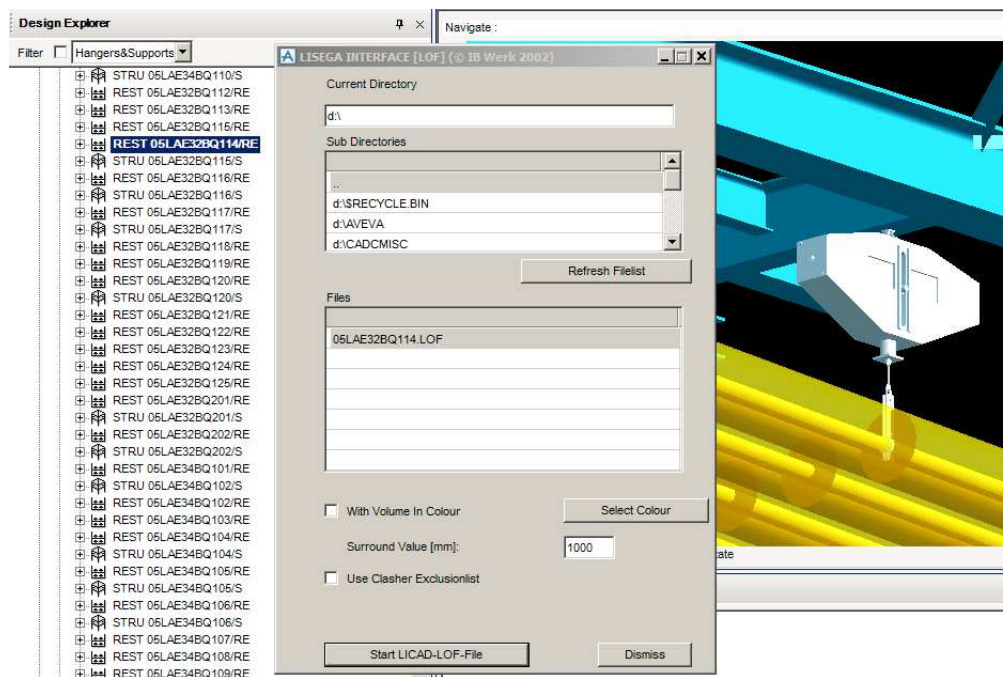 Design Explorer
Filter
Hangers&Supports
STRU 05LAE34BQ110/S
REST 05LAE32BQ112/RE
REST 05LAE32BQ113/RE
REST 05LAE32BQ115/RE
REST 05LAE32BQ114/RE
STRU 05LAE32BQ115/S
REST 05LAE32BQ116/RE
STRU 05LAE32BQ116/S
REST 05LAE32BQ117/RE
STRU 05LAE32BQ117/S
REST 05LAE32BQ118/RE
REST 05LAE32BQ119/RE
REST 05LAE32BQ120/RE
STRU 05LAE32BQ120/S
REST 05LAE32BQ121/RE
REST 05LAE32BQ122/RE
REST 05LAE32BQ123/RE
REST 05LAE32BQ124/RE
REST 05LAE32BQ125/RE
REST 05LAE32BQ201/RE
STRU 05LAE32BQ201/S
REST 05LAE32BQ202/RE
STRU 05LAE32BQ202/S
REST 05LAE34BQ101/RE
STRU 05LAE34BQ102/S
REST 05LAE34BQ102/RE
REST 05LAE34BQ103/RE
REST 05LAE34BQ104/RE
STRU 05LAE34BQ104/S
REST 05LAE34BQ105/RE
STRU 05LAE34BQ105/S
REST 05LAE34BQ106/RE
STRU 05LAE34BQ106/S
REST 05LAE34BQ107/RE
REST 05LAE34BQ108/RE
REST 05LAE34BQ109/RE
Navigate :
LISEGA INTERFACE [LOF] (© IB Werk 2002)
Current Directory
d:\
Sub Directories
..
d:\$RECYCLE.BIN
d:\AVEVA
d:\CADCMISC
Refresh Filelist
Files
05LAE32BQ114.LOF
With Volume In Colour
Select Colour
Surround Value [mm]:
1000
Use Clasher Exclusionlist
Start LICAD-LOF-File
Dismiss
tate